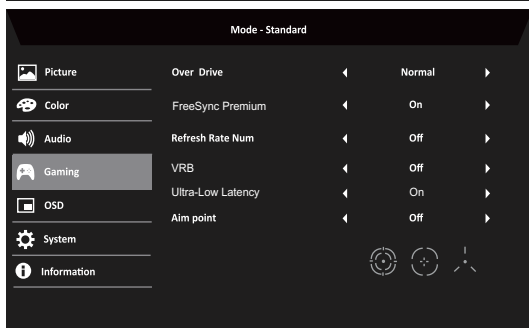 Mode - Standard
Picture
Over Drive Normal
Color
FreeSync Premium On
Audio
Refresh Rate Num Off
Gaming
VRB Off
OSD
Ultra-Low Latency On
Aim point Off
System
Information